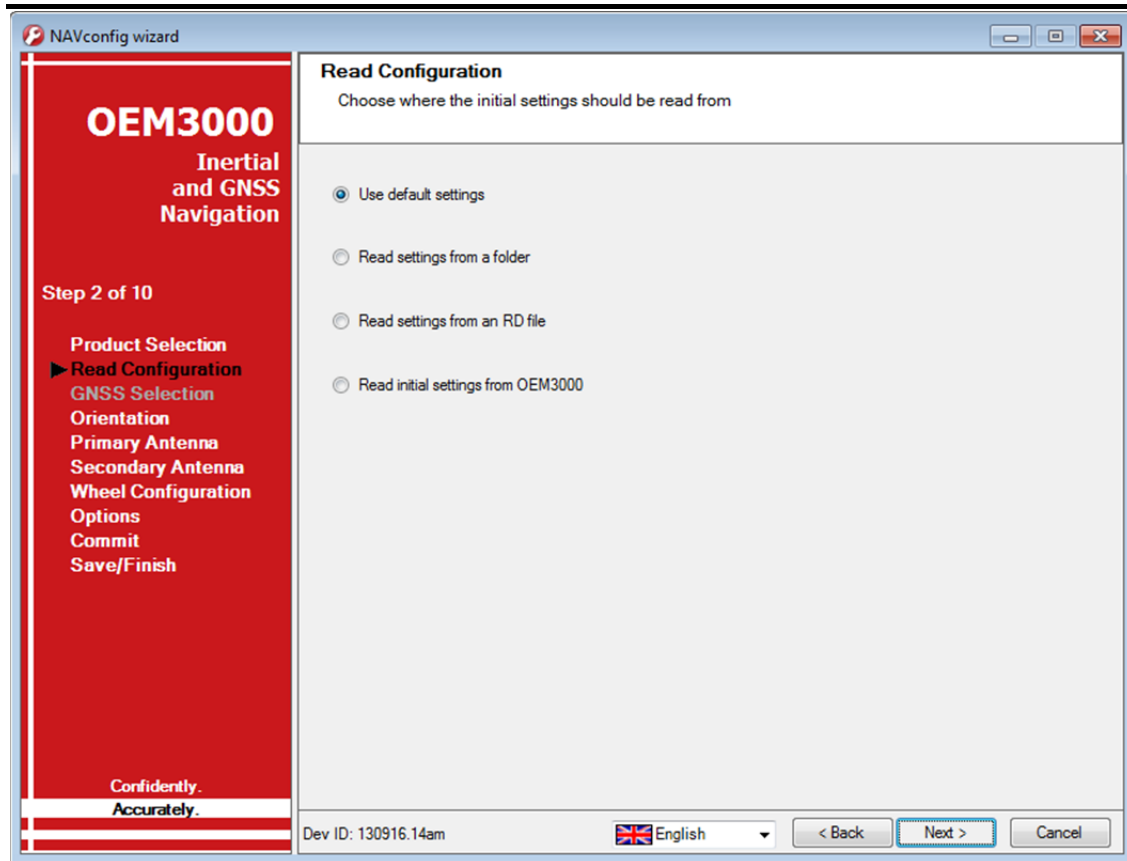 NAVconfig wizard
OEM3000
Inertial
and GNSS
Navigation
Step 2 of 10
Product Selection
Read Configuration
GNSS Selection
Orientation
Primary Antenna
Secondary Antenna
Wheel Configuration
Options
Commit
Save/Finish
Confidently.
Accurately.
Read Configuration
Choose where the initial settings should be read from
Use default settings
Read settings from a folder
Read settings from an RD file
Read initial settings from OEM3000
Dev ID: 130916.14am
English
< Back
Next >
Cancel